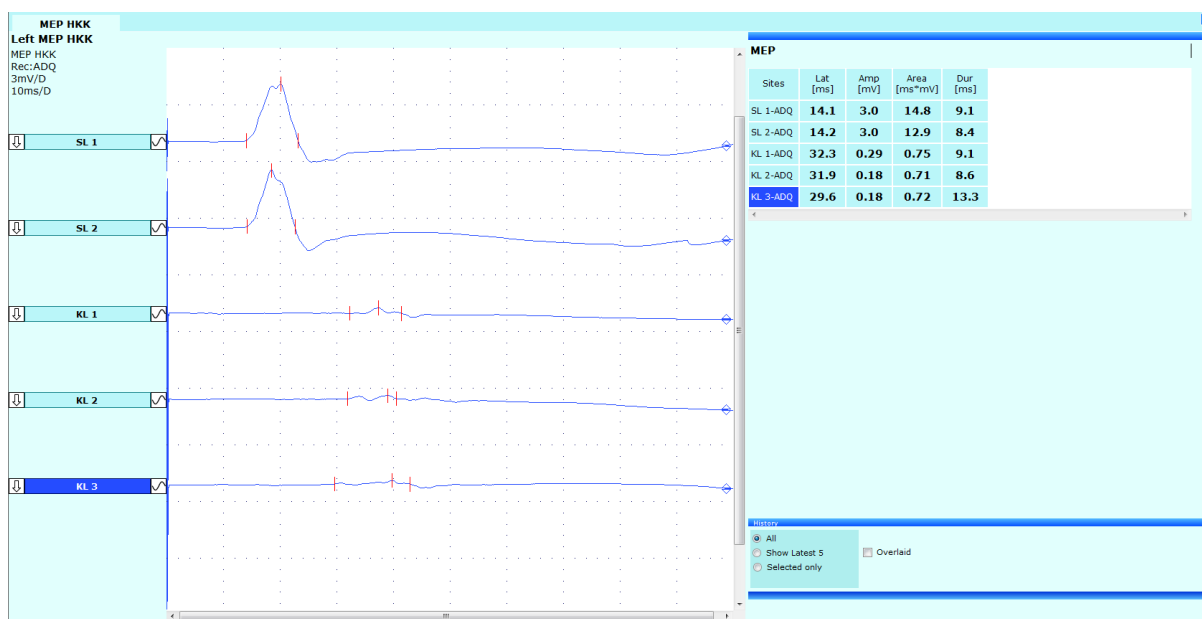 MEP HKK
Left MEP HKK
MEP HKK
Rec:ADQ
3mV/D
10ms/D
SL 1
SL 2
KL 1
KL 2
KL 3
MEP
Sites Lat [ms] Amp [mV] Area [ms*mV] Dur [ms]
SL 1-ADQ 14.1 3.0 14.8 9.1
SL 2-ADQ 14.2 3.0 12.9 8.4
KL 1-ADQ 32.3 0.29 0.75 9.1
KL 2-ADQ 31.9 0.18 0.71 8.6
KL 3-ADQ 29.6 0.18 0.72 13.3
History
All
Show Latest 5
Overlaid
Selected only